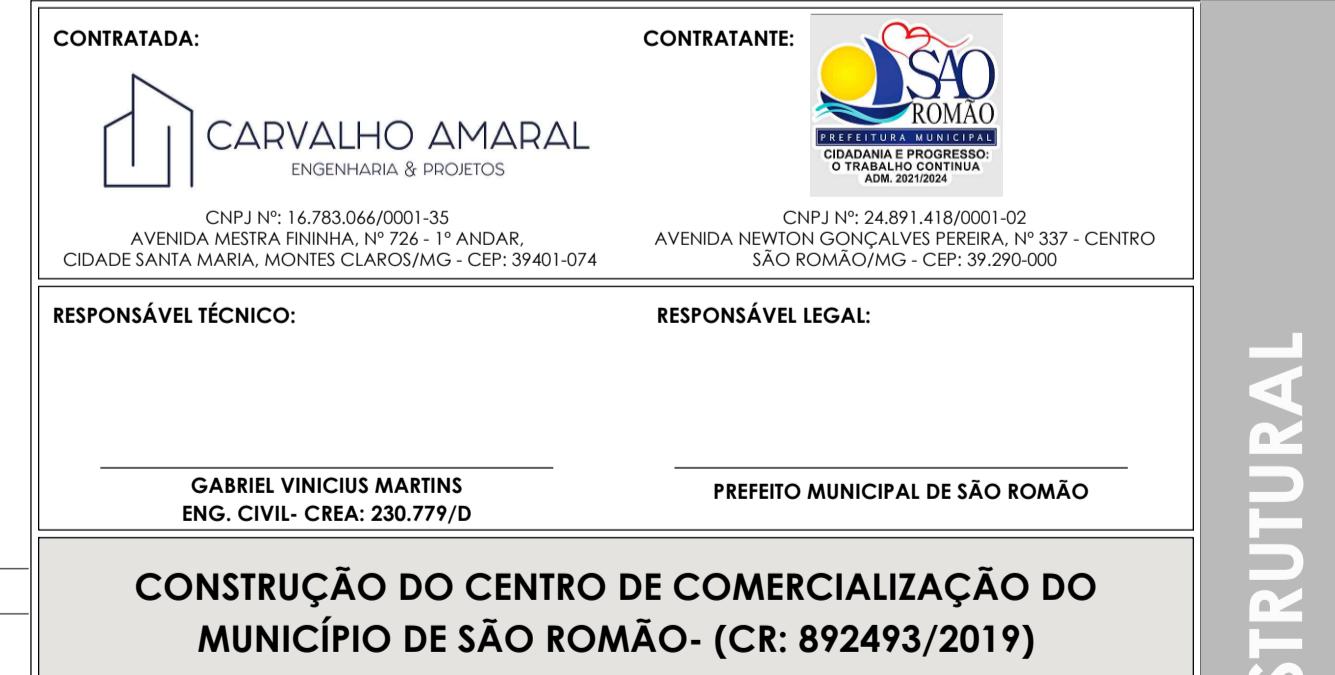 CONTRATADA:
CARVALHO AMARAL
ENGENHARIA & PROJETOS
CNPJ Nº: 16.783.066/0001-35
AVENIDA MESTRA FININHA, Nº 726 - 1º ANDAR,
CIDADE SANTA MARIA, MONTES CLAROS/MG - CEP: 39401-074
CONTRATANTE:
SÃO
ROMÃO
PREFEITURA MUNICIPAL
CIDADANIA E PROGRESSO:
O TRABALHO CONTINUA
ADM. 2021/2024
CNPJ Nº: 24.891.418/0001-02
AVENIDA NEWTON GONÇALVES PEREIRA, Nº 337 - CENTRO
SÃO ROMÃO/MG - CEP: 39.290-000
RESPONSÁVEL TÉCNICO:
GABRIEL VINICIUS MARTINS
ENG. CIVIL- CREA: 230.779/D
RESPONSÁVEL LEGAL:
PREFEITO MUNICIPAL DE SÃO ROMÃO
CONSTRUÇÃO DO CENTRO DE COMERCIALIZAÇÃO DO
MUNICÍPIO DE SÃO ROMÃO- (CR: 892493/2019)
STRUTURAL